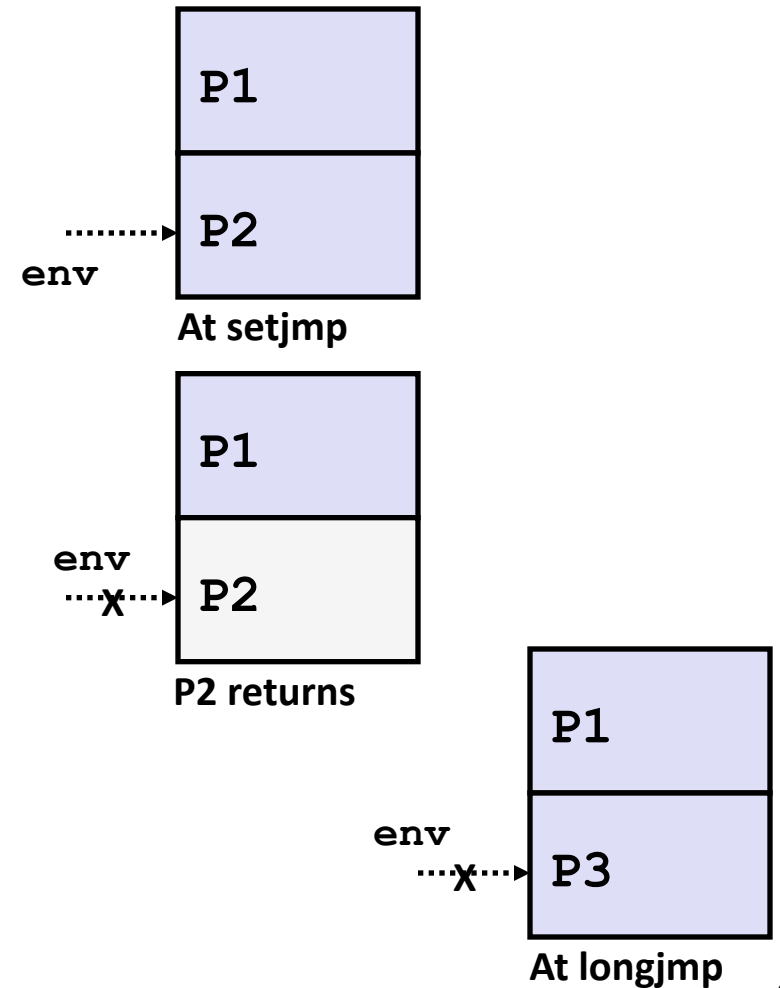 P1
P2
env
At setjmp
P1
env
X
P2
P2 returns
P1
env
X
P3
At longjmp